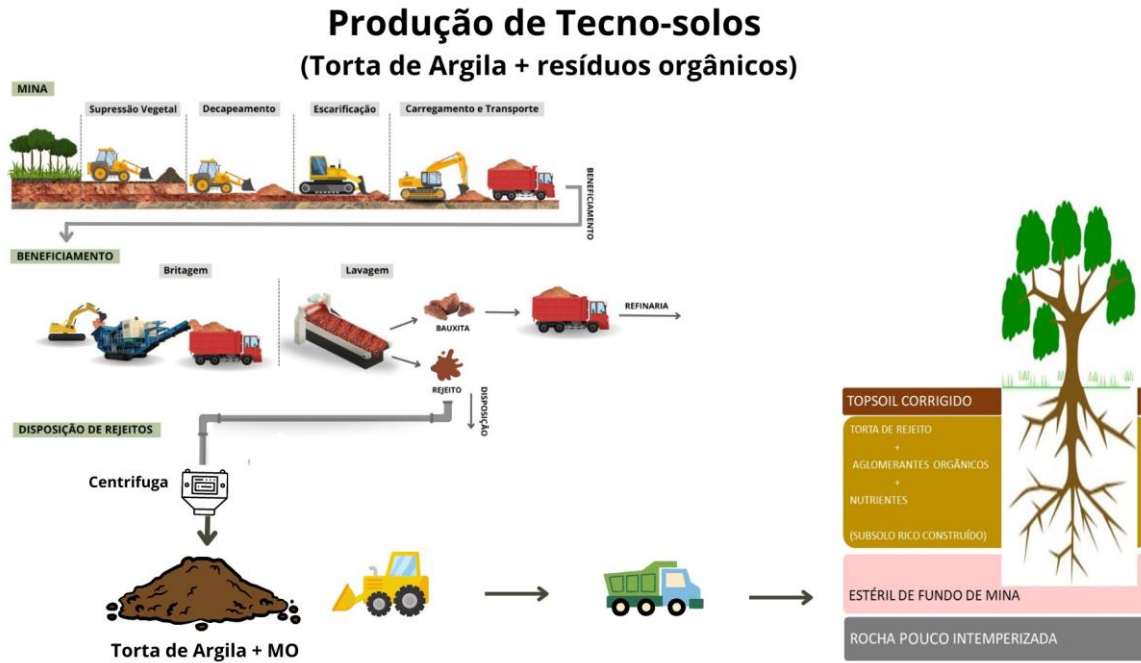 Produção de Tecno-solos
(Torta de Argila + resíduos orgânicos)
MINA
Supressão Vegetal
Decapeamento
Escarificação
Carregamento e Transporte
BENEFICIAMENTO
BENEFICIAMENTO
Britagem
Lavagem
BAUXITA
REFINARIA
REJEITO
DISPOSIÇÃO
DISPOSIÇÃO DE REJEITOS
Centrifuga
Torta de Argila + MO
TOPSOIL CORRIGIDO
TORTA DE REJEITO
+
AGLOMERANTES ORGÂNICOS
+
NUTRIENTES
(SUBSOLO RICO CONSTRUÍDO)
ESTÉRIL DE FUNDO DE MINA
ROCHA POUCO INTEMPERIZADA